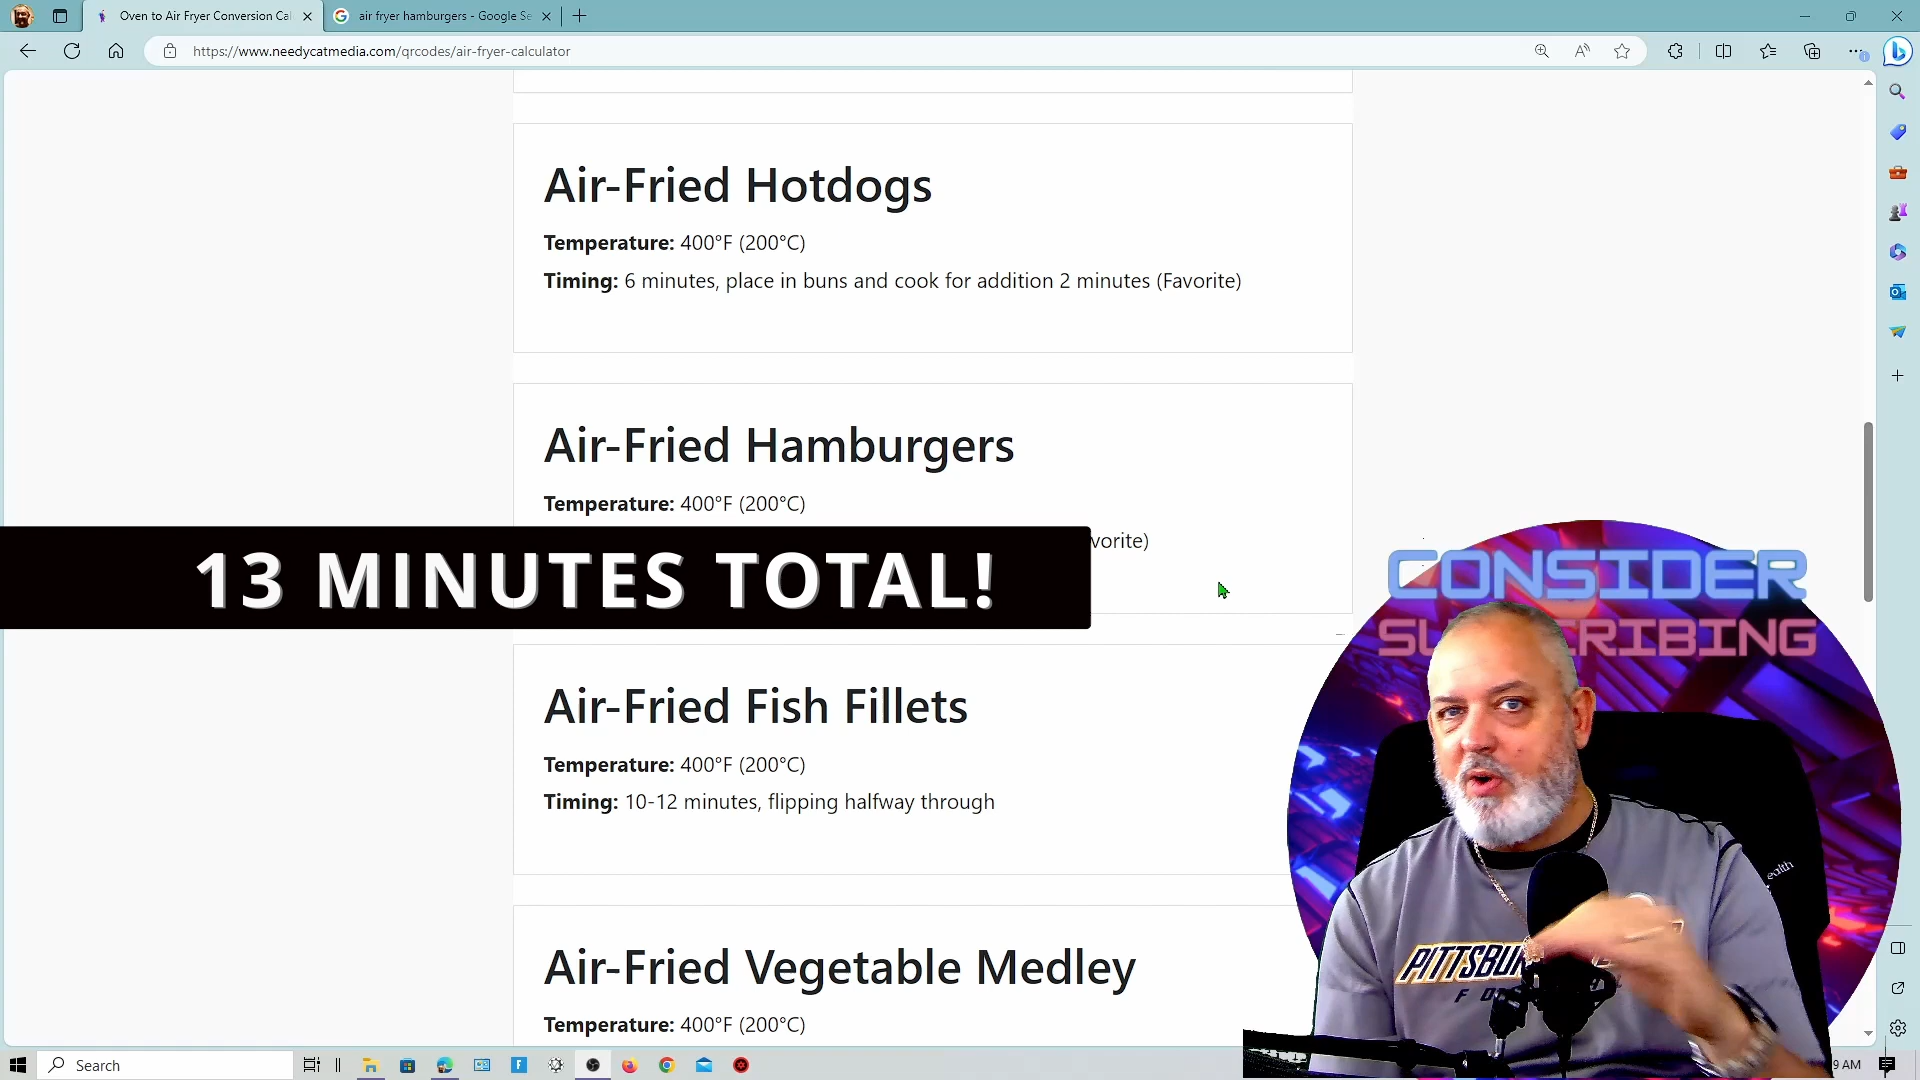 Oven to Air Fryer Conversion Cal
air fryer hamburgers - Google Se
https://www.needycatmedia.com/qrcodes/air-fryer-calculator
Air-Fried Hotdogs
Temperature: 400°F (200°C)
Timing: 6 minutes, place in buns and cook for addition 2 minutes (Favorite)
Air-Fried Hamburgers
Temperature: 400°F (200°C)
vorite)
13 MINUTES TOTAL!
CONSIDER
Air-Fried Fish Fillets
Temperature: 400°F (200°C)
Timing: 10-12 minutes, flipping halfway through
PITTSBU
Air-Fried Vegetable Medley
Temperature: 400°F (200°C)
Search
9 AM